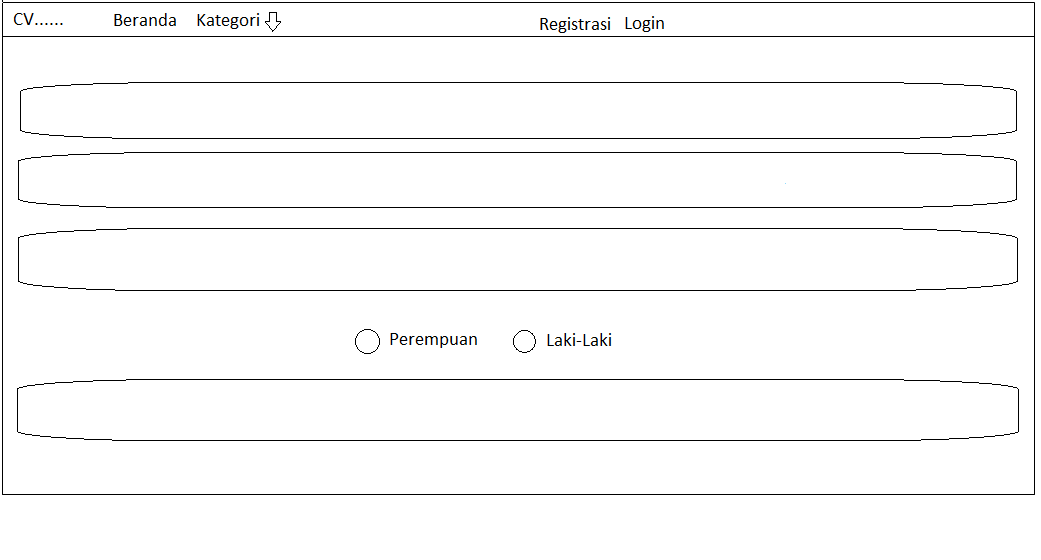 CV...... Beranda Kategori Registrasi Login
Perempuan Laki-Laki